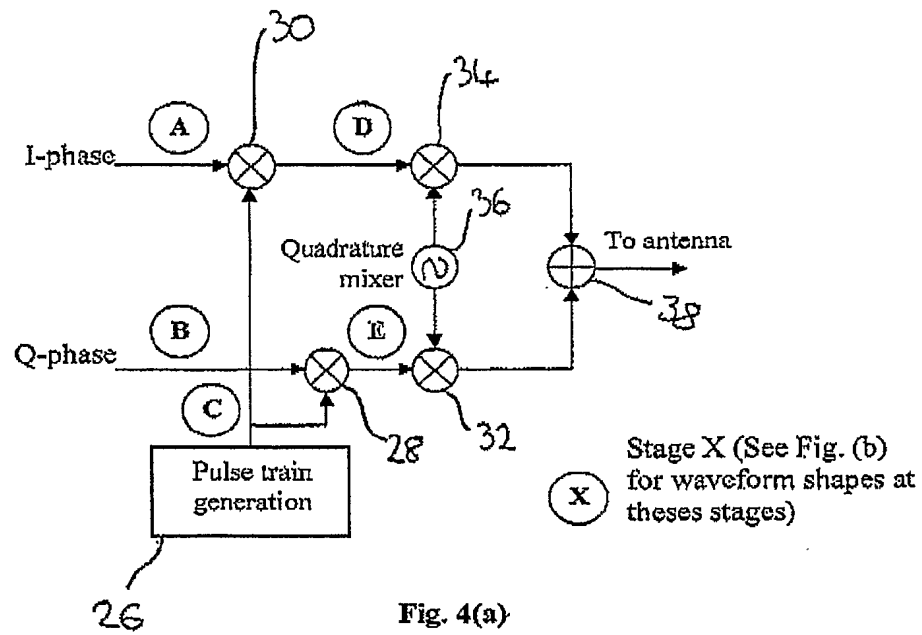 30
34
A
D
I-phase
36
Quadrature
mixer
To antenna
38
B
E
Q-phase
C
28
32
Pulse train
generation
X
Stage X (See Fig. (b)
for waveform shapes at
theses stages)
26
Fig. 4(a)